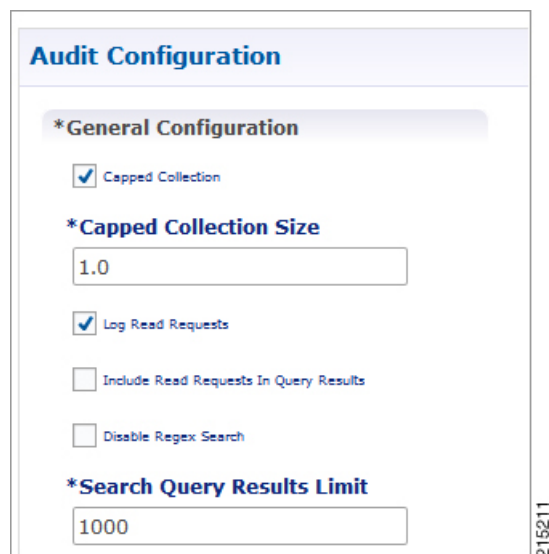 Audit Configuration
*General Configuration
Capped Collection
*Capped Collection Size
1.0
Log Read Requests
Include Read Requests In Query Results
Disable Regex Search
*Search Query Results Limit
1000
215211